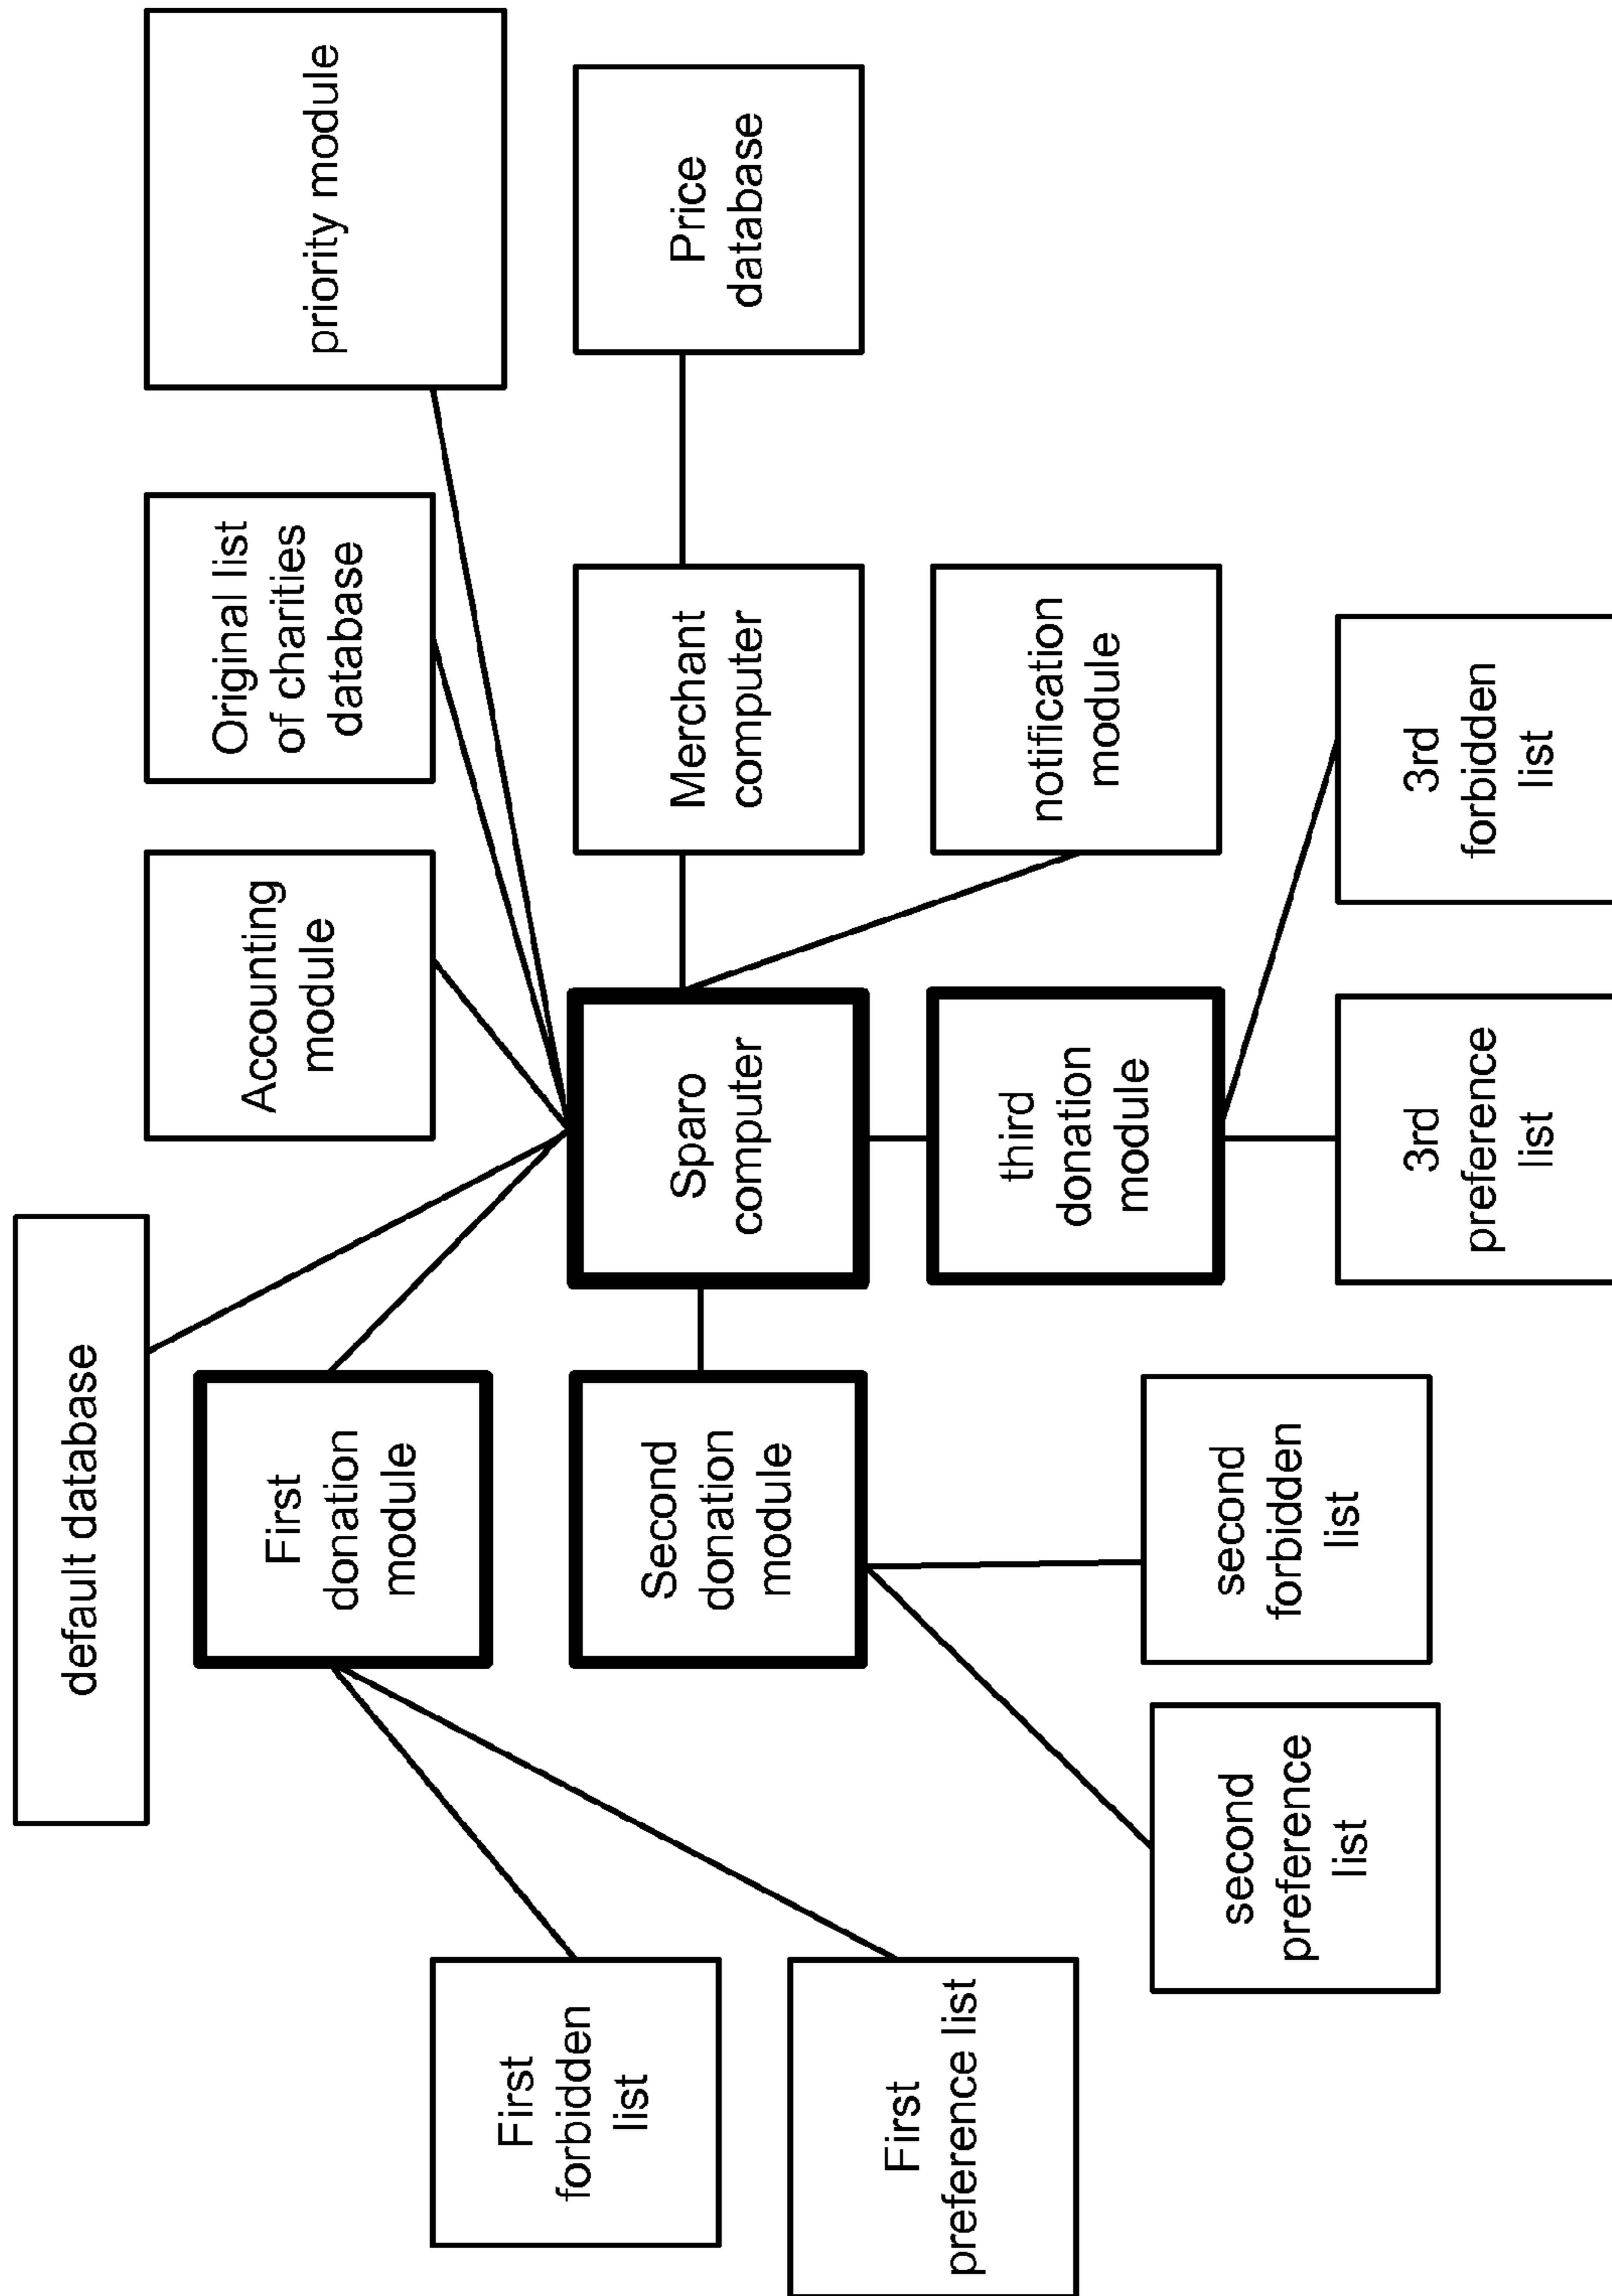 default database
First
donation
module
Accounting
module
Original list
of charities
database
priority module
First
forbidden
list
First
preference list
Second
donation
module
Sparo
computer
Merchant
computer
Price
database
second
preference
list
second
forbidden
list
third
donation
module
notification
module
3rd
preference
list
3rd
forbidden
list